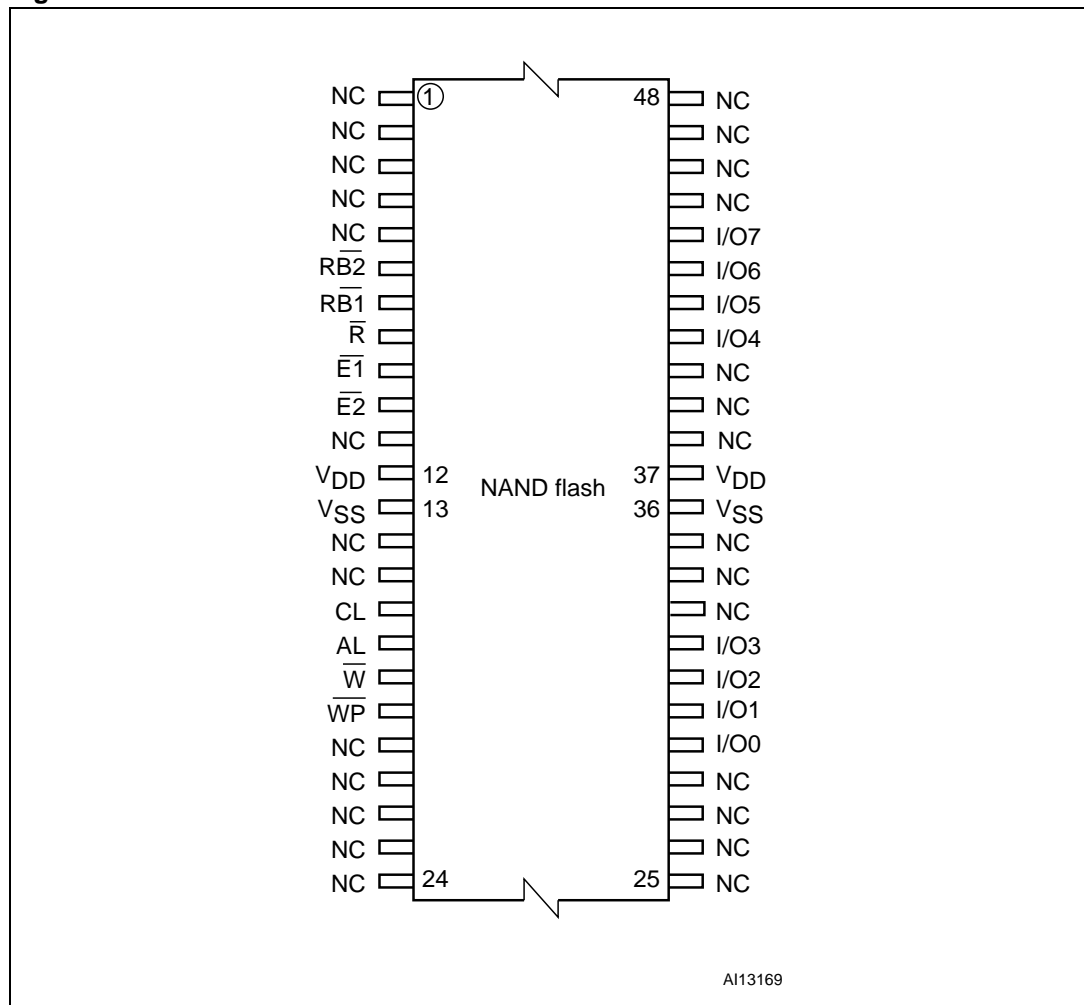 NC 1 48 NC
NC NC
NC NC
NC NC
NC I/O7
RB2 I/O6
RB1 I/O5
R I/O4
E1 NC
E2 NC
NC NC
VDD 12 37 VDD
NAND flash
VSS 13 36 VSS
NC NC
NC NC
CL NC
AL I/O3
W I/O2
WP I/O1
NC I/O0
NC NC
NC NC
NC NC
NC 24 25 NC
AI13169